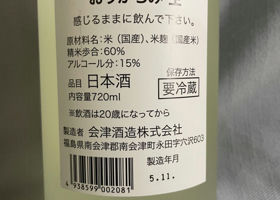 感じるままに飲んで下さい。
原材料名：米（国産）、米麹（国産米）
精米歩合：60%
アルコール分：15%
品目 日本酒
保存方法
要冷蔵
内容量720ml
※飲酒は20歳になってから
製造者 会津酒造株式会社
福島県南会津郡南会津町永田字穴沢603
製造年月
5.11.
4938599002081